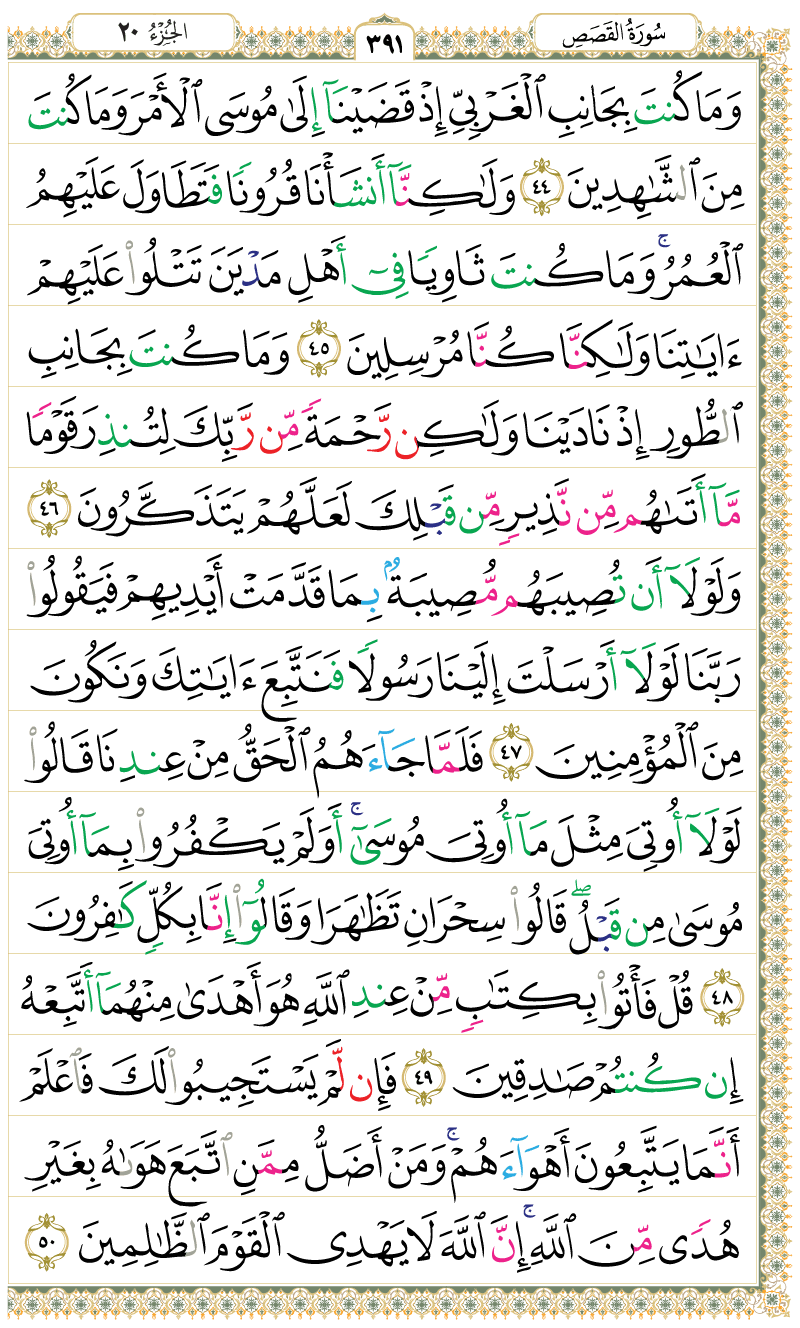 سُورَةُ القَصَصِ
٣٩١
الجُزْءُ ٢٠
وَمَا كُنتَ بِجَانِبِ ٱلْغَرْبِىِّ إِذْ قَضَيْنَآ إِلَىٰ مُوسَى ٱلْأَمْرَ وَمَا كُنتَ
مِنَ ٱلشَّٰهِدِينَ ٤٤ وَلَٰكِنَّآ أَنشَأْنَا قُرُونًا فَتَطَاوَلَ عَلَيْهِمُ
ٱلْعُمُرُ ۚ وَمَا كُنتَ ثَاوِيًا فِىٓ أَهْلِ مَدْيَنَ تَتْلُوا۟ عَلَيْهِمْ
ءَايَٰتِنَا وَلَٰكِنَّا كُنَّا مُرْسِلِينَ ٤٥ وَمَا كُنتَ بِجَانِبِ
ٱلطُّورِ إِذْ نَادَيْنَا وَلَٰكِن رَّحْمَةً مِّن رَّبِّكَ لِتُنذِرَ قَوْمًا
مَّآ أَتَىٰهُم مِّن نَّذِيرٍ مِّن قَبْلِكَ لَعَلَّهُمْ يَتَذَكَّرُونَ ٤٦
وَلَوْلَآ أَن تُصِيبَهُم مُّصِيبَةٌۢ بِمَا قَدَّمَتْ أَيْدِيهِمْ فَيَقُولُوا۟
رَبَّنَا لَوْلَآ أَرْسَلْتَ إِلَيْنَا رَسُولًا فَنَتَّبِعَ ءَايَٰتِكَ وَنَكُونَ
مِنَ ٱلْمُؤْمِنِينَ ٤٧ فَلَمَّا جَآءَهُمُ ٱلْحَقُّ مِنْ عِندِنَا قَالُوا۟
لَوْلَآ أُوتِىَ مِثْلَ مَآ أُوتِىَ مُوسَىٰٓ ۚ أَوَلَمْ يَكْفُرُوا۟ بِمَآ أُوتِىَ
مُوسَىٰ مِن قَبْلُ ۖ قَالُوا۟ سِحْرَانِ تَظَٰهَرَا وَقَالُوٓا۟ إِنَّا بِكُلٍّ كَٰفِرُونَ
٤٨ قُلْ فَأْتُوا۟ بِكِتَٰبٍ مِّنْ عِندِ ٱللَّهِ هُوَ أَهْدَىٰ مِنْهُمَآ أَتَّبِعْهُ
إِن كُنتُمْ صَٰدِقِينَ ٤٩ فَإِن لَّمْ يَسْتَجِيبُوا۟ لَكَ فَٱعْلَمْ
أَنَّمَا يَتَّبِعُونَ أَهْوَآءَهُمْ ۚ وَمَنْ أَضَلُّ مِمَّنِ ٱتَّبَعَ هَوَىٰهُ بِغَيْرِ
هُدًى مِّنَ ٱللَّهِ ۚ إِنَّ ٱللَّهَ لَا يَهْدِى ٱلْقَوْمَ ٱلظَّٰلِمِينَ ٥٠